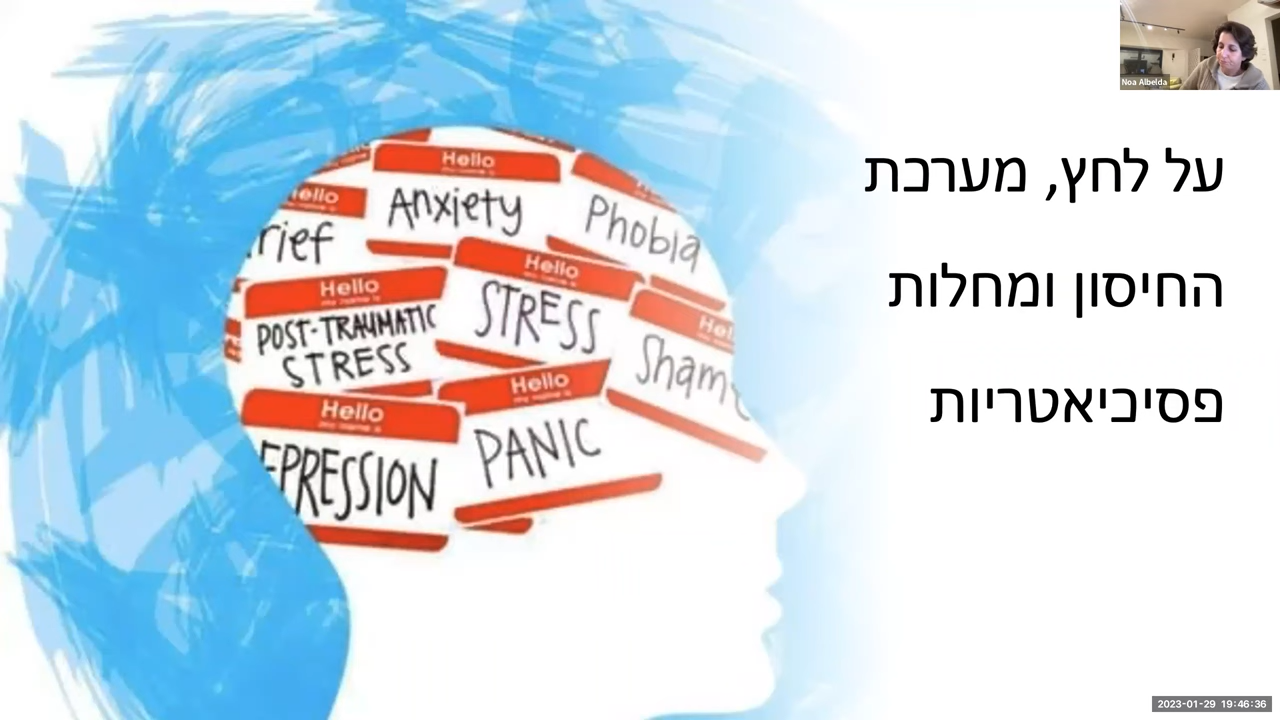 Noa Albelda
על לחץ, מערכת
החיסון ומחלות
פסיכיאטריות
Hello
Anxiety
Phobia
Hello
STRESS
Hello
POST-TRAUMATIC
STRESS
Hello
PANIC
Hello
EPRESSION
2023-01-29 19:46:36